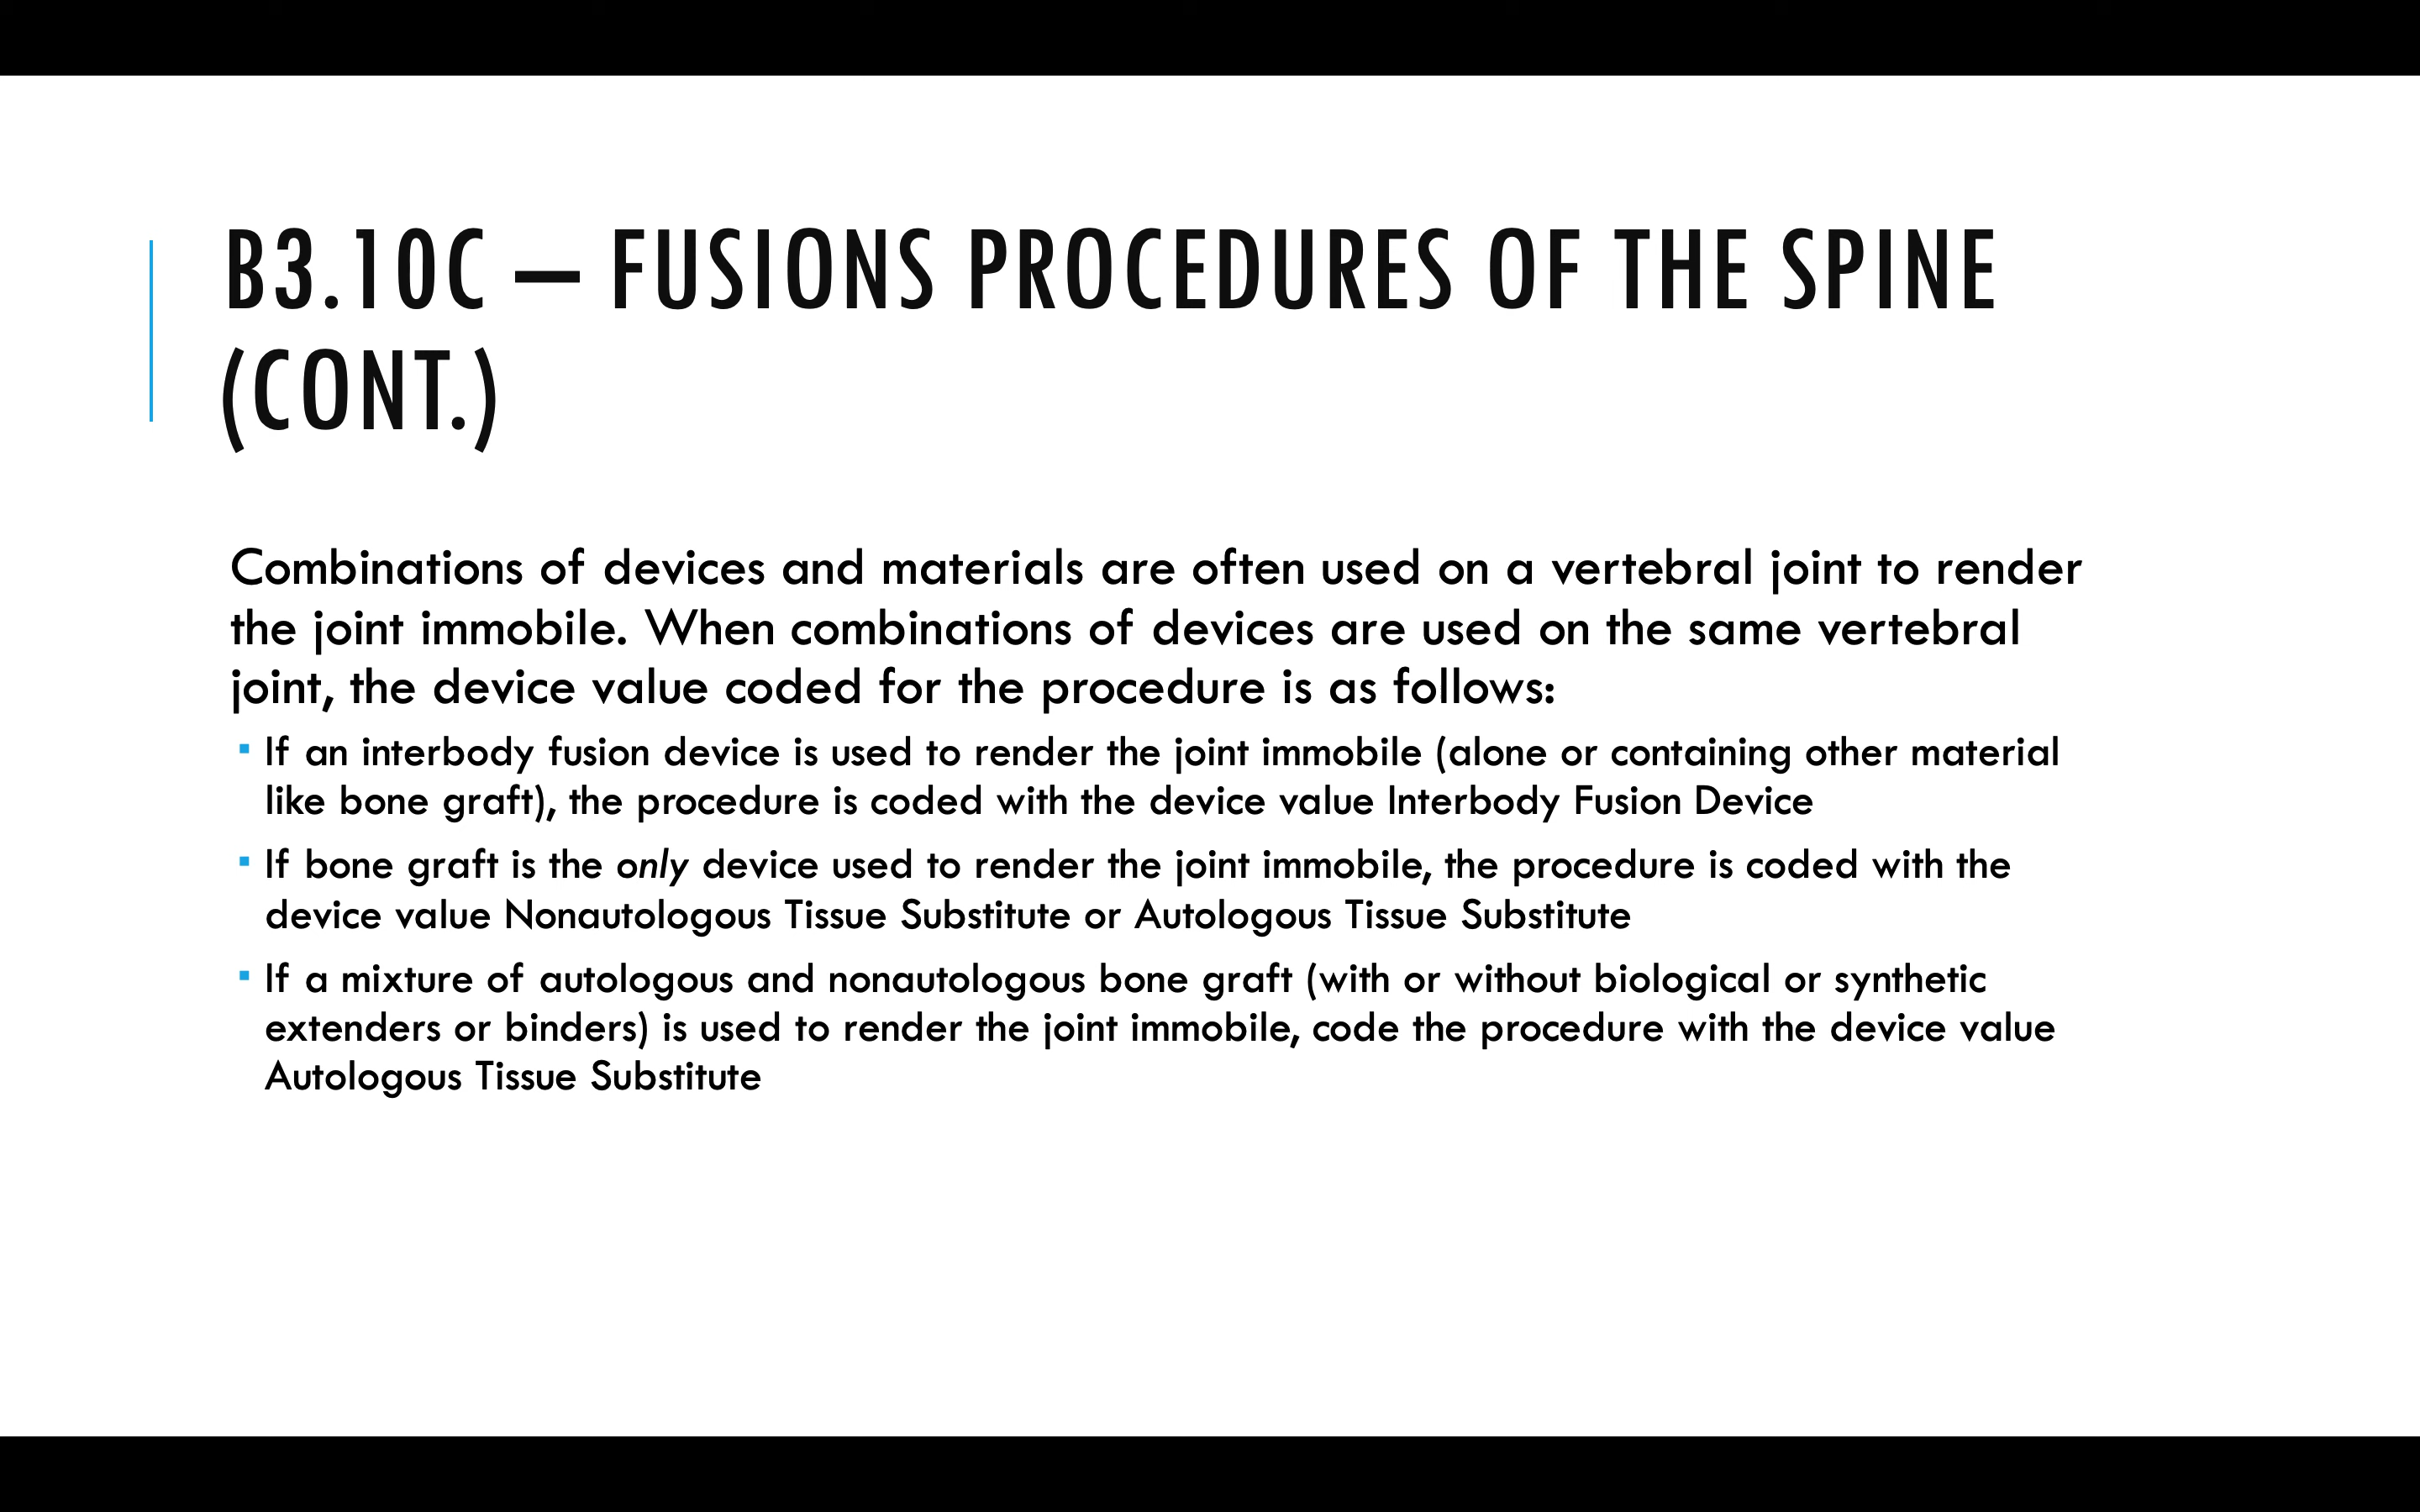 B3.10C – FUSIONS PROCEDURES OF THE SPINE
(CONT.)
Combinations of devices and materials are often used on a vertebral joint to render
the joint immobile. When combinations of devices are used on the same vertebral
joint, the device value coded for the procedure is as follows:
▪ If an interbody fusion device is used to render the joint immobile (alone or containing other material
like bone graft), the procedure is coded with the device value Interbody Fusion Device
▪ If bone graft is the only device used to render the joint immobile, the procedure is coded with the
device value Nonautologous Tissue Substitute or Autologous Tissue Substitute
▪ If a mixture of autologous and nonautologous bone graft (with or without biological or synthetic
extenders or binders) is used to render the joint immobile, code the procedure with the device value
Autologous Tissue Substitute